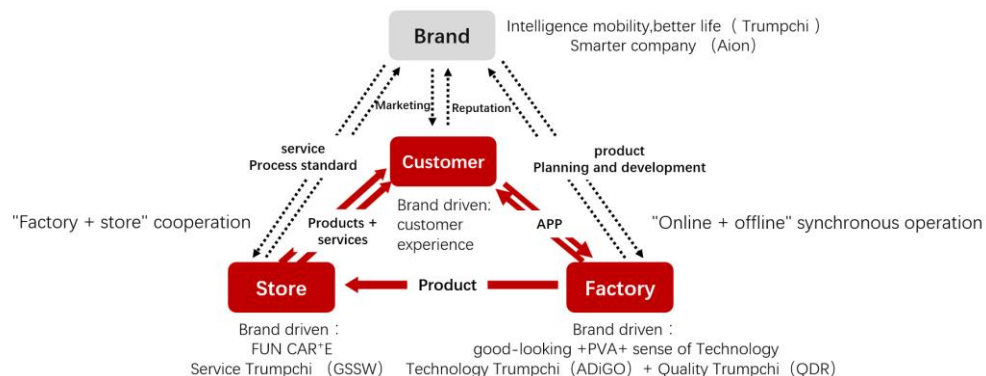 Brand
Intelligence mobility,better life（ Trumpchi ）
Smarter company （Aion）
Marketing
Reputation
service
Process standard
product
Planning and development
Customer
"Factory + store" cooperation
Products +
services
Brand driven:
customer
experience
APP
"Online + offline" synchronous operation
Store
Product
Factory
Brand driven：
FUN CAR⁺E
Service Trumpchi （GSSW）
Brand driven：
good-looking +PVA+ sense of Technology
Technology Trumpchi（ADiGO）+ Quality Trumpchi（QDR）